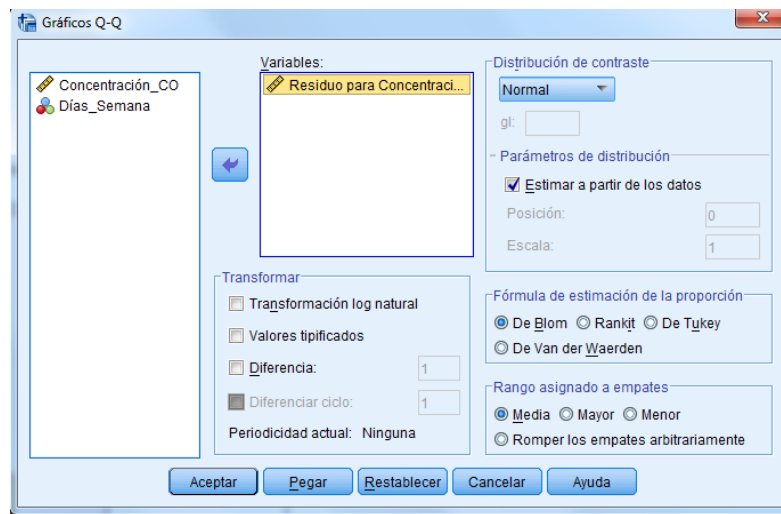 Gráficos Q-Q
Concentración_CO
Días_Semana
Variables:
Residuo para Concentraci...
Transformar
Transformación log natural
Valores tipificados
Diferencia: 1
Diferenciar ciclo: 1
Periodicidad actual: Ninguna
Distribución de contraste
Normal
gl:
Parámetros de distribución
Estimar a partir de los datos
Posición: 0
Escala: 1
Fórmula de estimación de la proporción
De Blom Rankit De Tukey
De Van der Waerden
Rango asignado a empates
Media Mayor Menor
Romper los empates arbitrariamente
Aceptar Pegar Restablecer Cancelar Ayuda